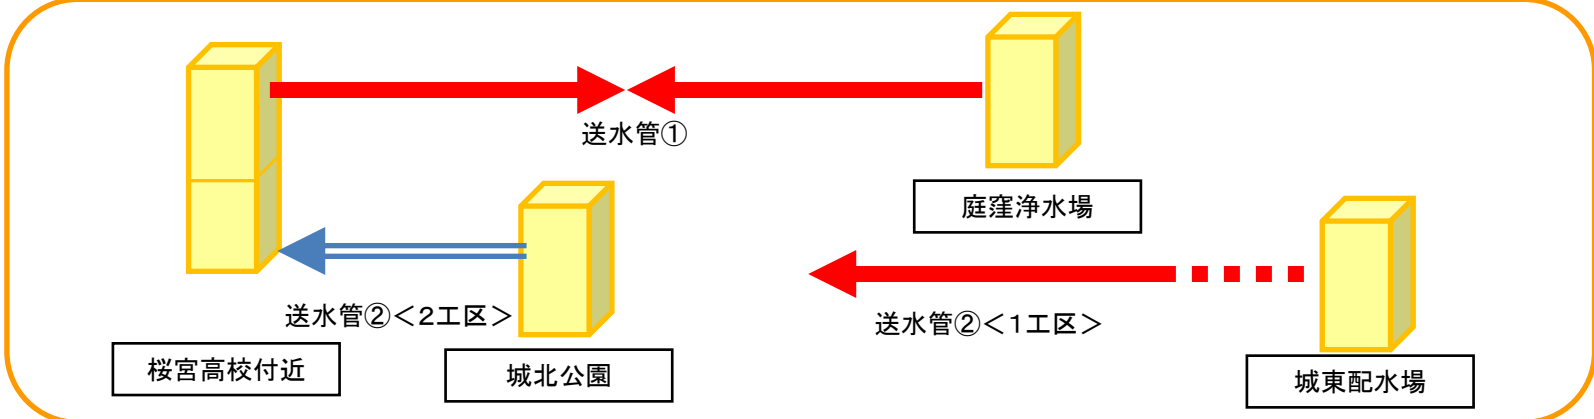 送水管①
庭窪浄水場
送水管②＜２工区＞
送水管②＜１工区＞
桜宮高校付近
城北公園
城東配水場